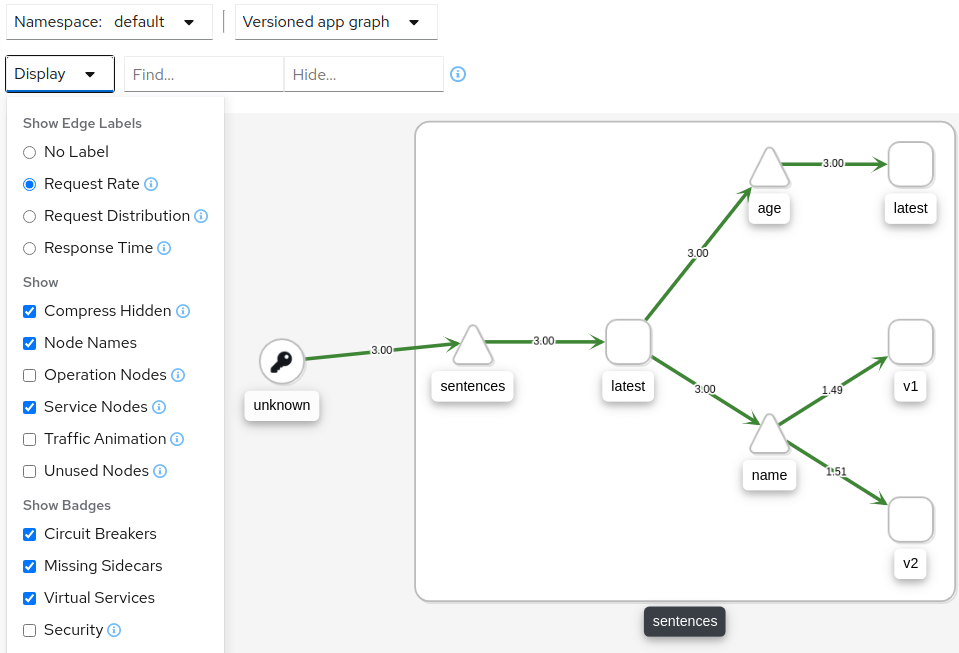 Namespace: default
Versioned app graph
Display
Find...
Hide...
Show Edge Labels
No Label
Request Rate
Request Distribution
Response Time
Show
Compress Hidden
Node Names
Operation Nodes
Service Nodes
Traffic Animation
Unused Nodes
Show Badges
Circuit Breakers
Missing Sidecars
Virtual Services
Security
3.00
age
latest
3.00
3.00
3.00
unknown
sentences
latest
3.00
1.49
v1
name
1.51
v2
sentences